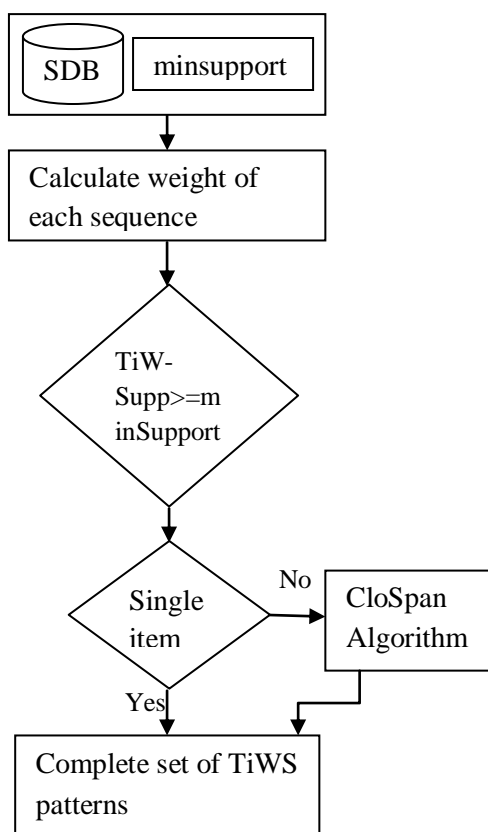 SDB
minsupport
Calculate weight of
each sequence
TiW-
Supp>=m
inSupport
Single
item
No
CloSpan
Algorithm
Yes
Complete set of TiWS
patterns